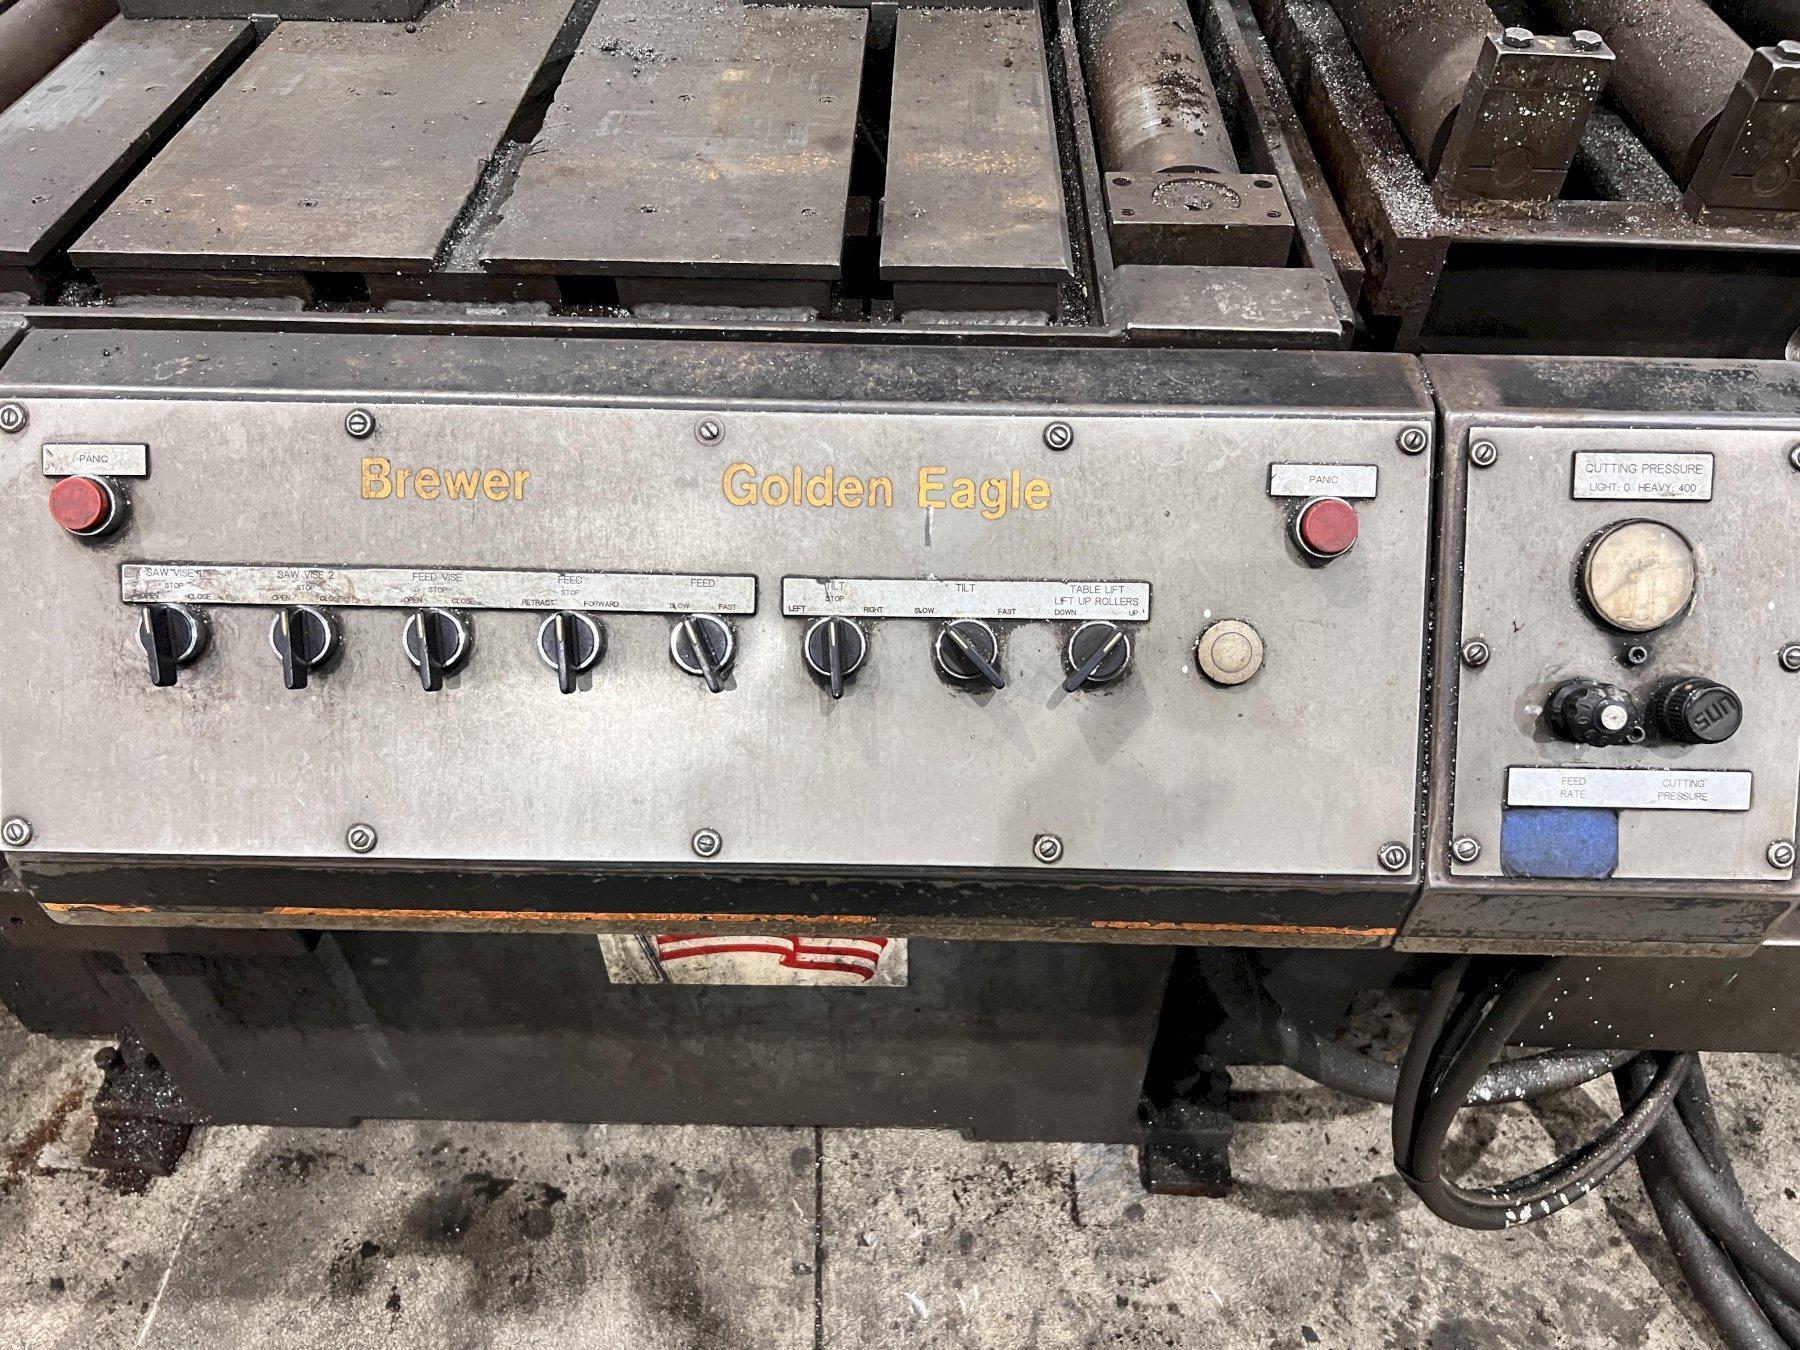 PANIC
Brewer Golden Eagle
PANIC
CUTTING PRESSURE
LIGHT: 0 HEAVY: 400
SAW VISE 1
STOP
OPEN CLOSE
SAW VISE 2
STOP
OPEN CLOSE
FEED VISE
STOP
OPEN CLOSE
FEED
STOP
RETRACT FORWARD
FEED
SLOW FAST
TILT
STOP
LEFT RIGHT
TILT
SLOW FAST
TABLE LIFT
LIFT UP ROLLERS
DOWN UP
SUN
FEED
RATE
CUTTING
PRESSURE